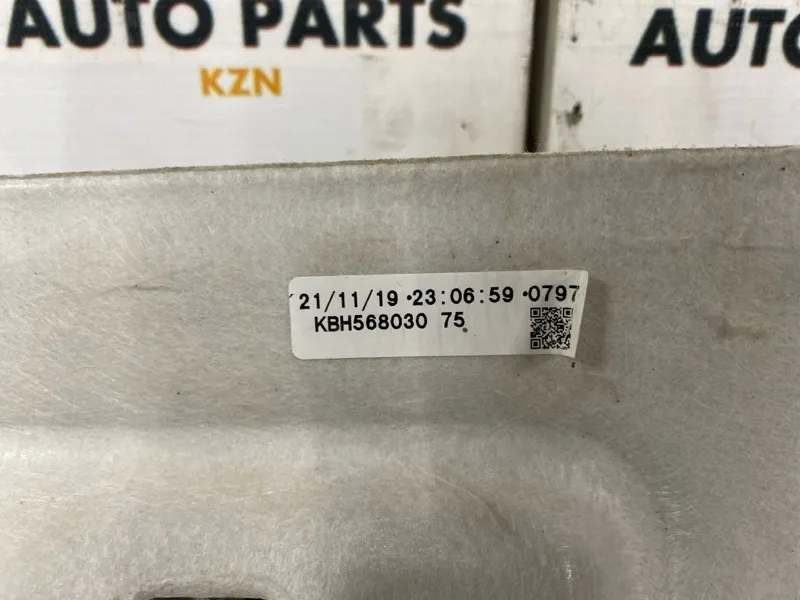 AUTO PARTS
KZN
AUTO
'21/11/19 ·23:06:59 ·0797
KBH568030 75